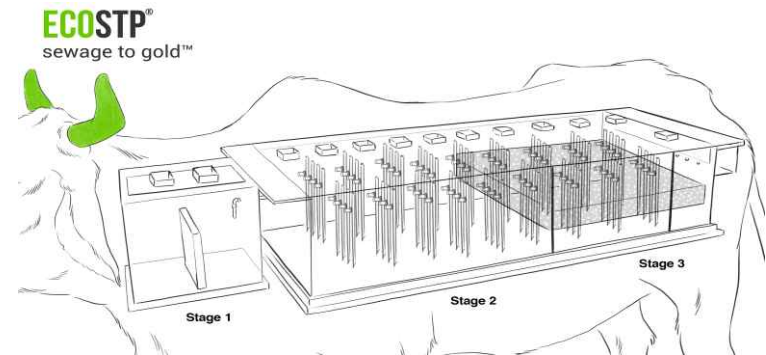 ECOSTP®
sewage to gold™
Stage 1
Stage 2
Stage 3